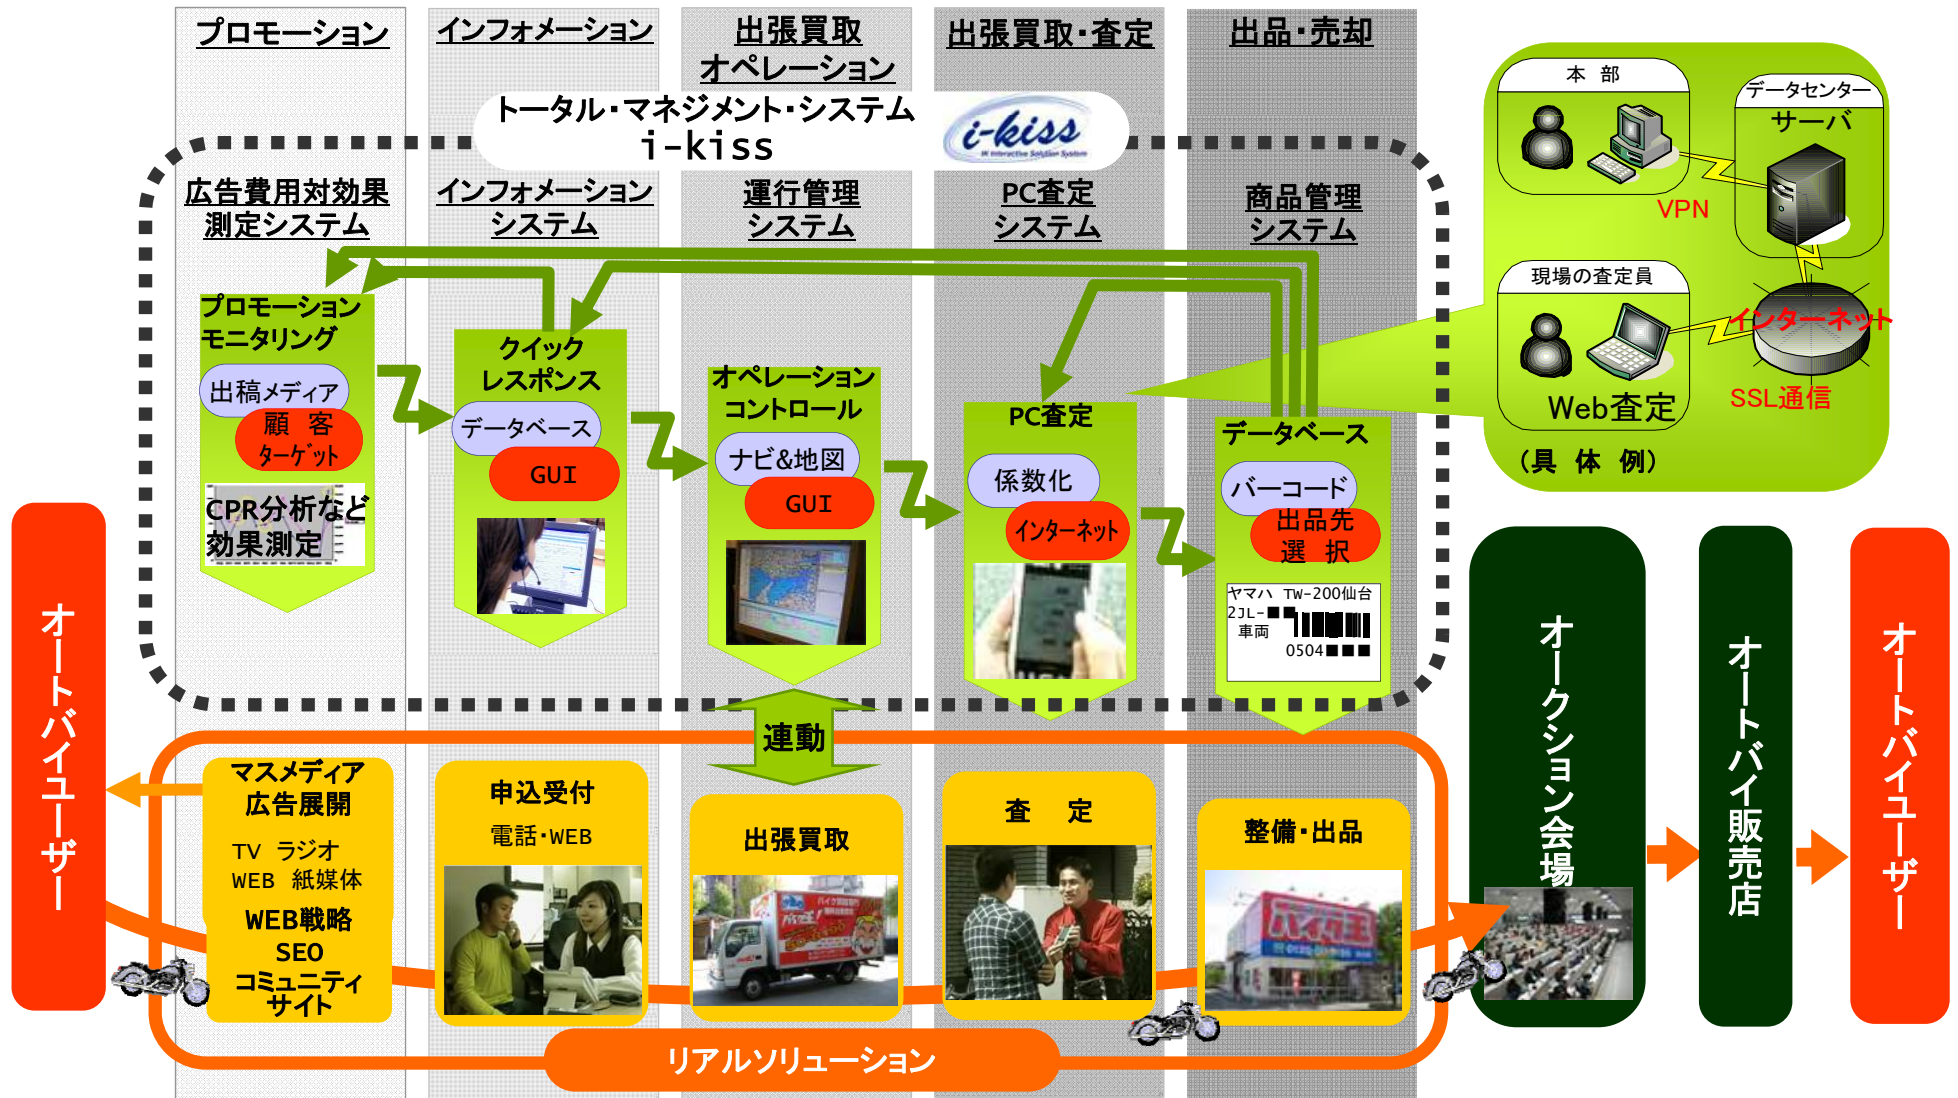 プロモーション
インフォメーション
出張買取
オペレーション
出張買取・査定
出品・売却
トータル・マネジメント・システム
i-kiss
i-kiss
IK Interactive Solution System
広告費用対効果
測定システム
インフォメーション
システム
運行管理
システム
PC査定
システム
商品管理
システム
プロモーション
モニタリング
出稿メディア
顧 客
ターゲット
CPR分析など
効果測定
クイック
レスポンス
データベース
GUI
オペレーション
コントロール
ナビ&地図
GUI
PC査定
係数化
インターネット
データベース
バーコード
出品先
選 択
ヤマハ TW-200仙台
2JL-■■
車両
0504■■■
本 部
データセンター
サーバ
VPN
現場の査定員
インターネット
SSL通信
Web査定
(具 体 例)
連動
オートバイユーザー
マスメディア
広告展開
TV ラジオ
WEB 紙媒体
WEB戦略
SEO
コミュニティ
サイト
申込受付
電話・WEB
出張買取
バイク王!
査 定
整備・出品
バイク王
オークション会場
オートバイ販売店
オートバイユーザー
リアルソリューション